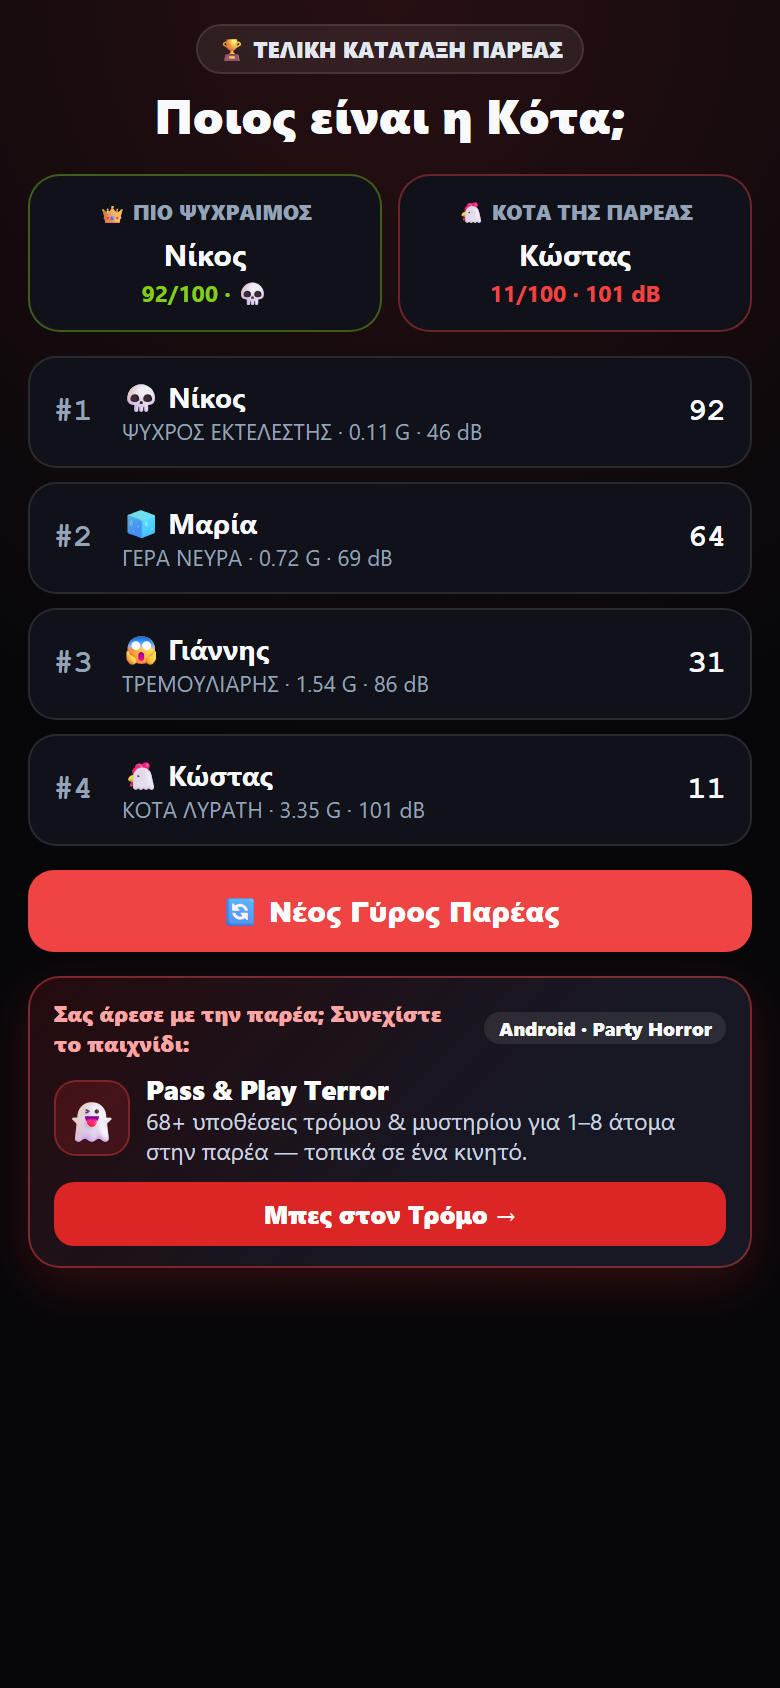 🏆 ΤΕΛΙΚΗ ΚΑΤΑΤΑΞΗ ΠΑΡΕΑΣ
Ποιος είναι η Κότα;
👑 ΠΙΟ ΨΥΧΡΑΙΜΟΣ
Νίκος
92/100 · 💀
🐔 ΚΟΤΑ ΤΗΣ ΠΑΡΕΑΣ
Κώστας
11/100 · 101 dB
#1
💀 Νίκος
ΨΥΧΡΟΣ ΕΚΤΕΛΕΣΤΗΣ · 0.11 G · 46 dB
92
#2
🧊 Μαρία
ΓΕΡΑ ΝΕΥΡΑ · 0.72 G · 69 dB
64
#3
😱 Γιάννης
ΤΡΕΜΟΥΛΙΑΡΗΣ · 1.54 G · 86 dB
31
#4
🐔 Κώστας
ΚΟΤΑ ΛΥΡΑΤΗ · 3.35 G · 101 dB
11
🔄 Νέος Γύρος Παρέας
Σας άρεσε με την παρέα; Συνεχίστε
το παιχνίδι:
Android · Party Horror
Pass & Play Terror
68+ υποθέσεις τρόμου & μυστηρίου για 1–8 άτομα
στην παρέα — τοπικά σε ένα κινητό.
Μπες στον Τρόμο →